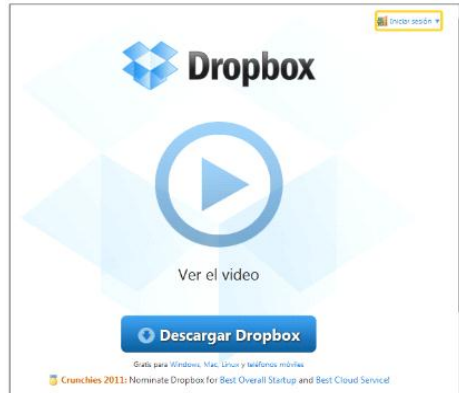 Iniciar sesión
Dropbox
Ver el video
Descargar Dropbox
Gratis para Windows, Mac, Linux y teléfonos móviles
Crunchies 2011: Nominate Dropbox for Best Overall Startup and Best Cloud Service!